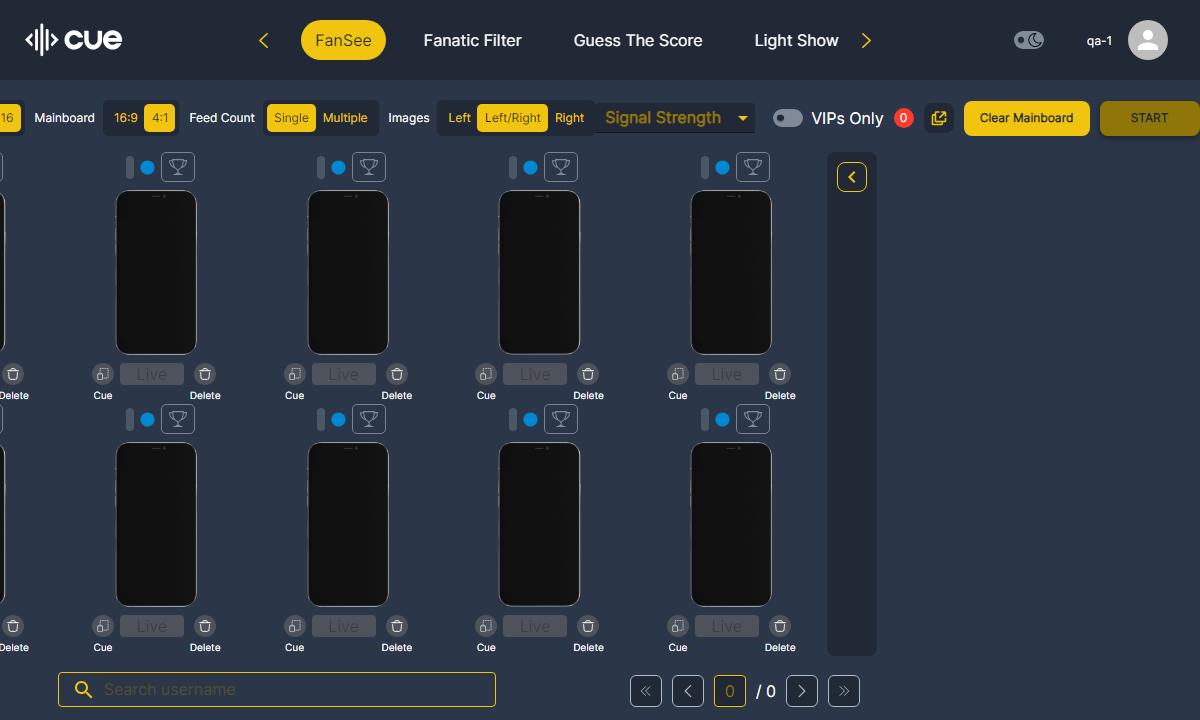 cue
FanSee
Fanatic Filter
Guess The Score
Light Show
qa-1
16
Mainboard
16:9
4:1
Feed Count
Single
Multiple
Images
Left
Left/Right
Right
Signal Strength
VIPs Only
0
Clear Mainboard
START
Delete
Cue
Live
Delete
Cue
Live
Delete
Cue
Live
Delete
Cue
Live
Delete
Delete
Cue
Live
Delete
Cue
Live
Delete
Cue
Live
Delete
Cue
Live
Delete
Search username
0 / 0